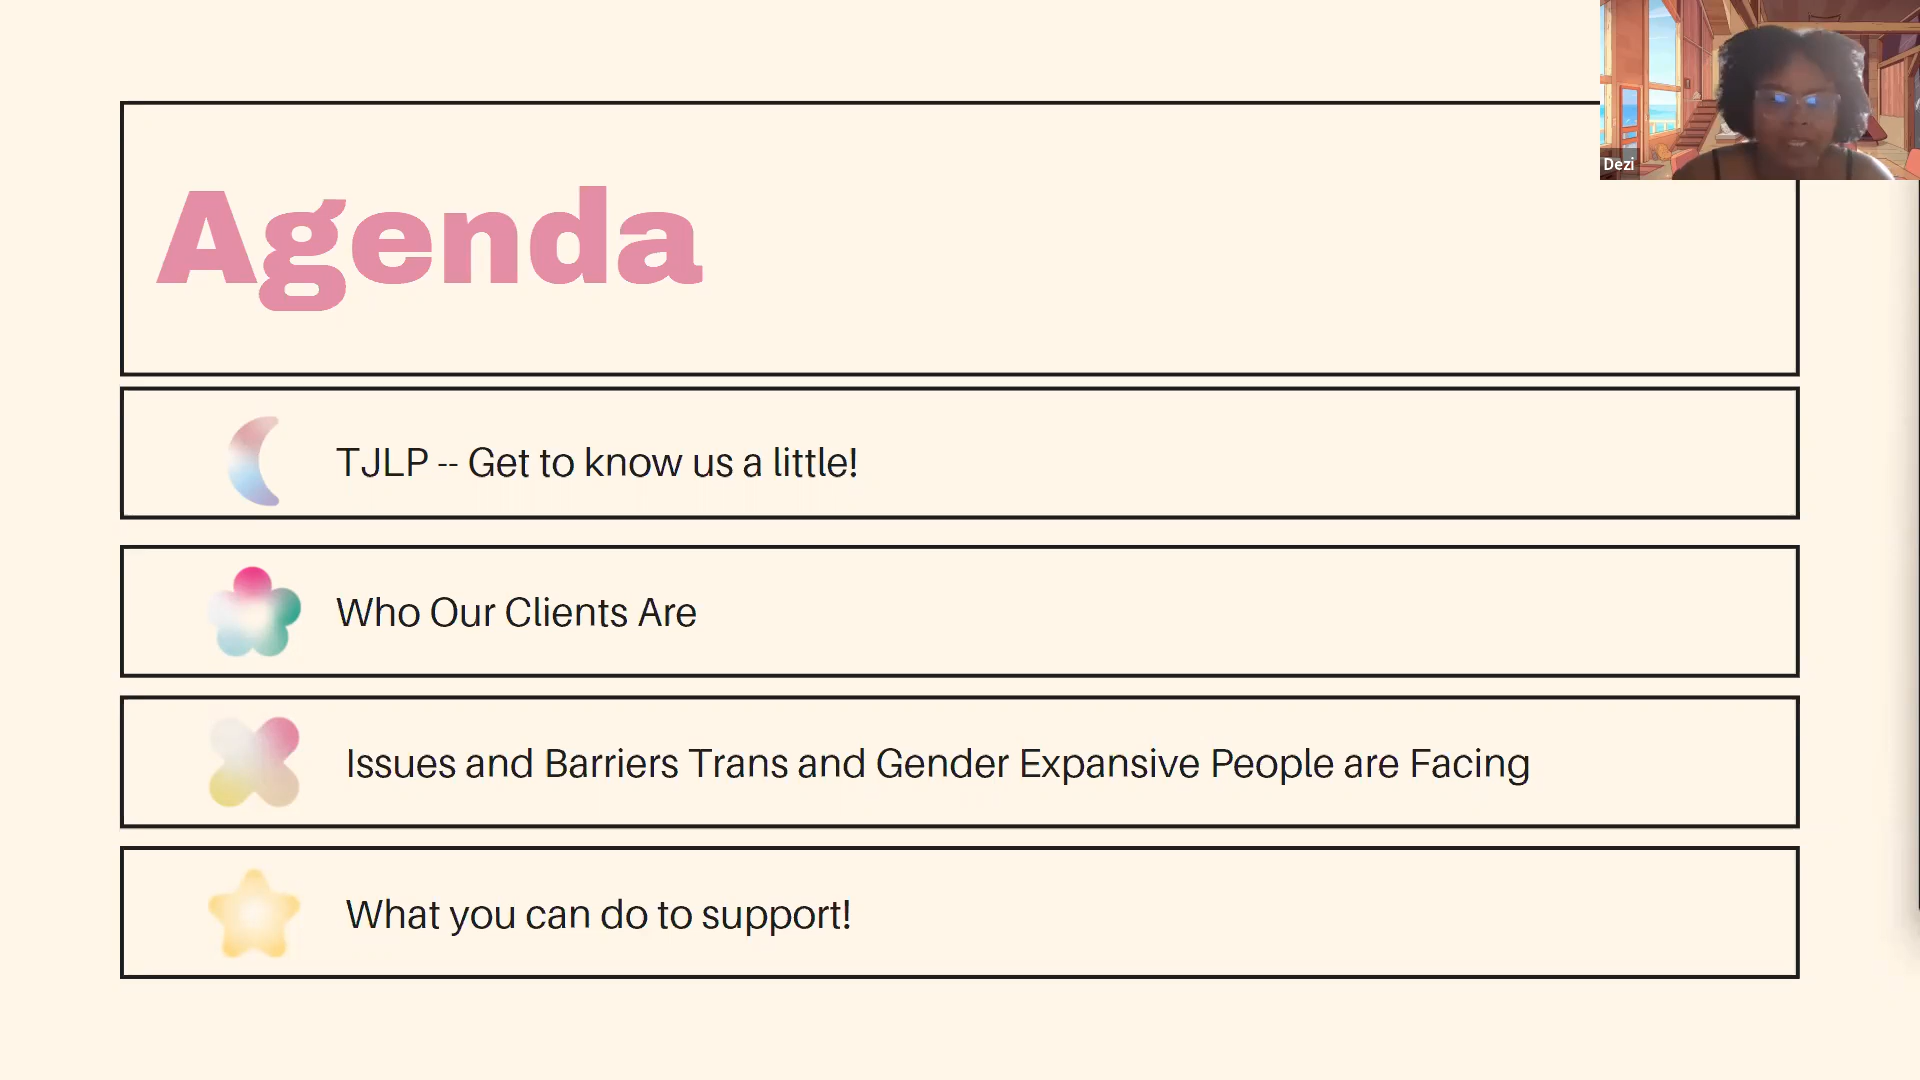 Agenda
Dezi
TJLP -- Get to know us a little!
Who Our Clients Are
Issues and Barriers Trans and Gender Expansive People are Facing
What you can do to support!